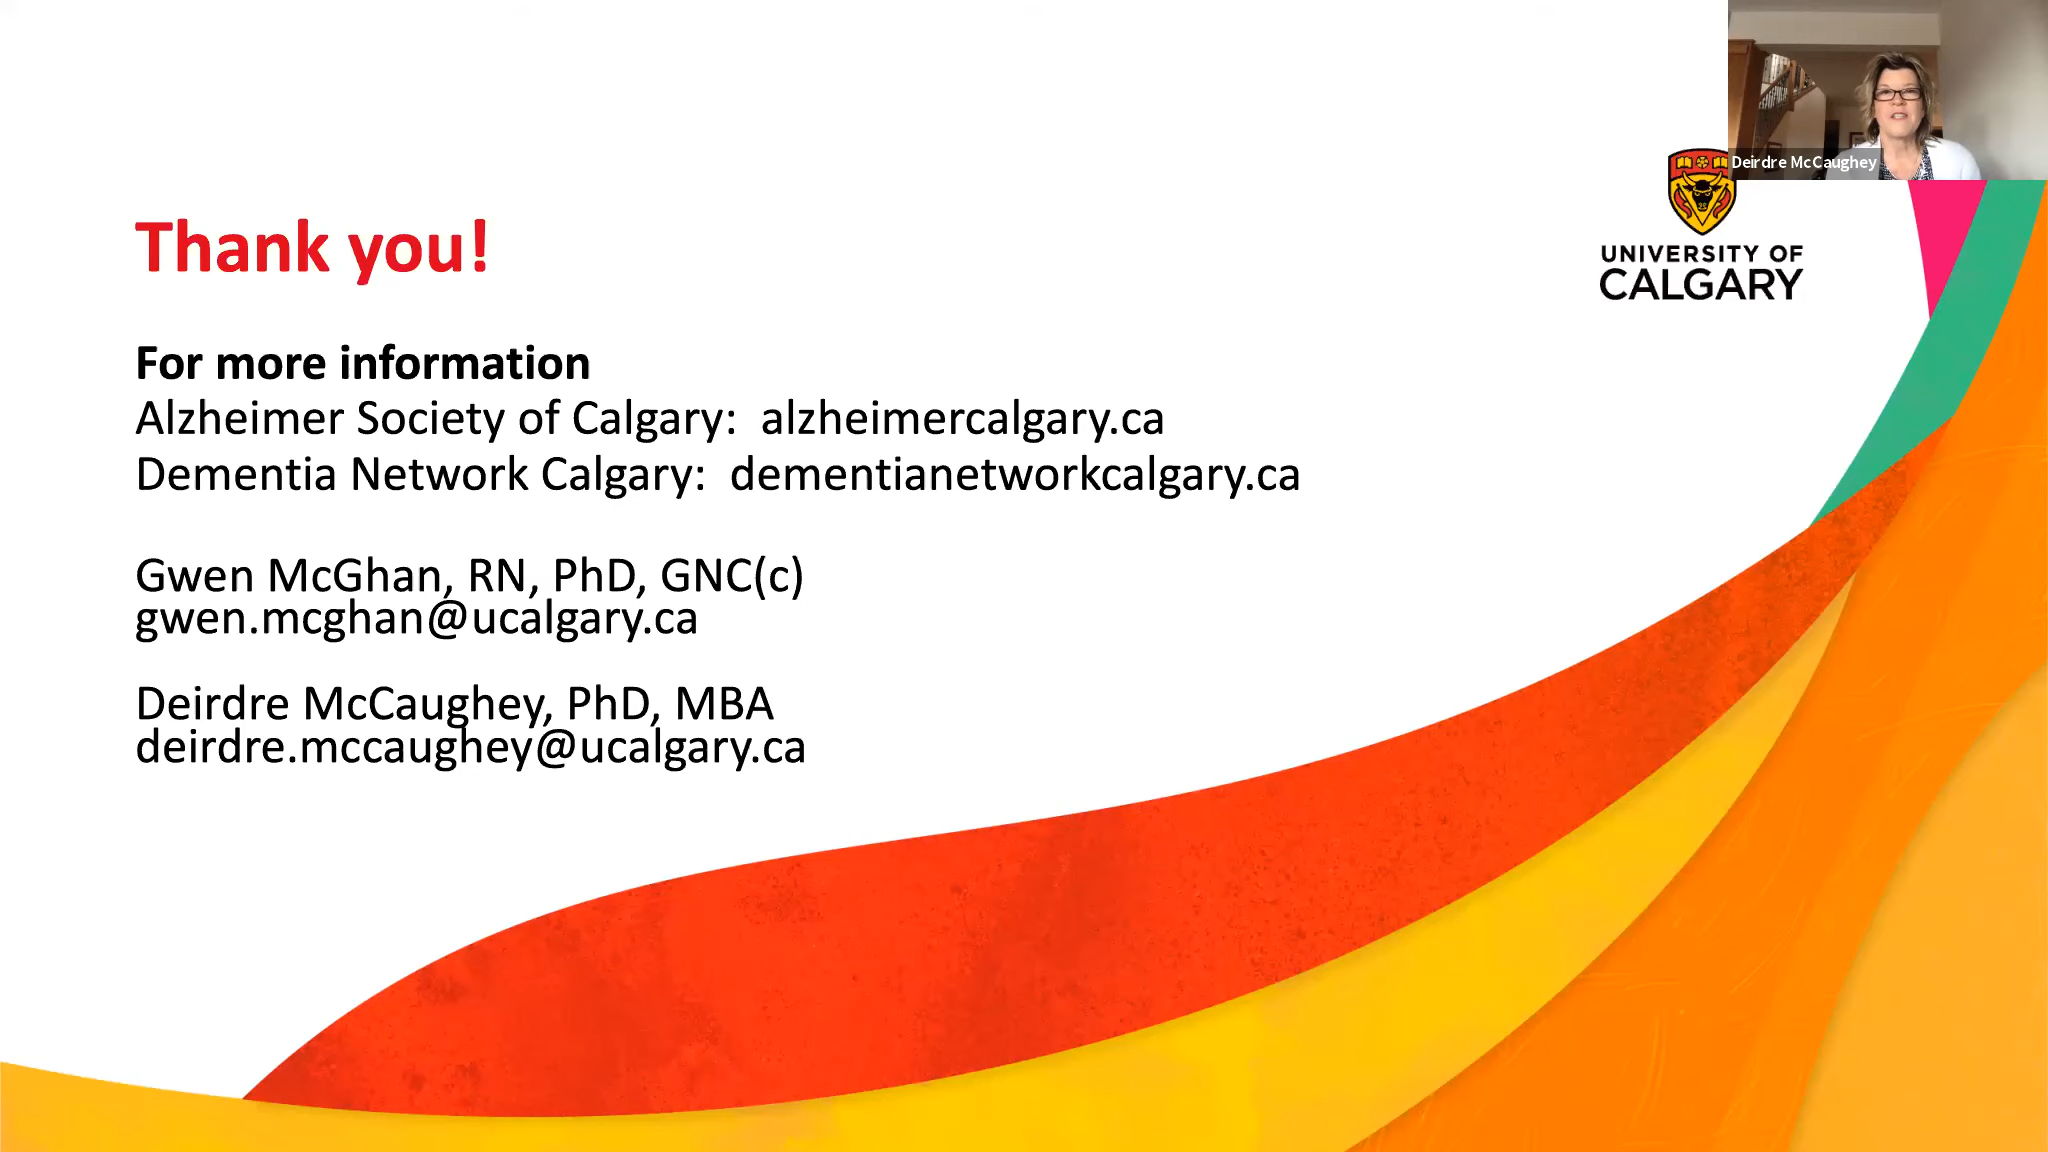 Deirdre McCaughey
UNIVERSITY OF
CALGARY
Thank you!
For more information
Alzheimer Society of Calgary:  alzheimercalgary.ca
Dementia Network Calgary:  dementianetworkcalgary.ca
Gwen McGhan, RN, PhD, GNC(c)
gwen.mcghan@ucalgary.ca
Deirdre McCaughey, PhD, MBA
deirdre.mccaughey@ucalgary.ca